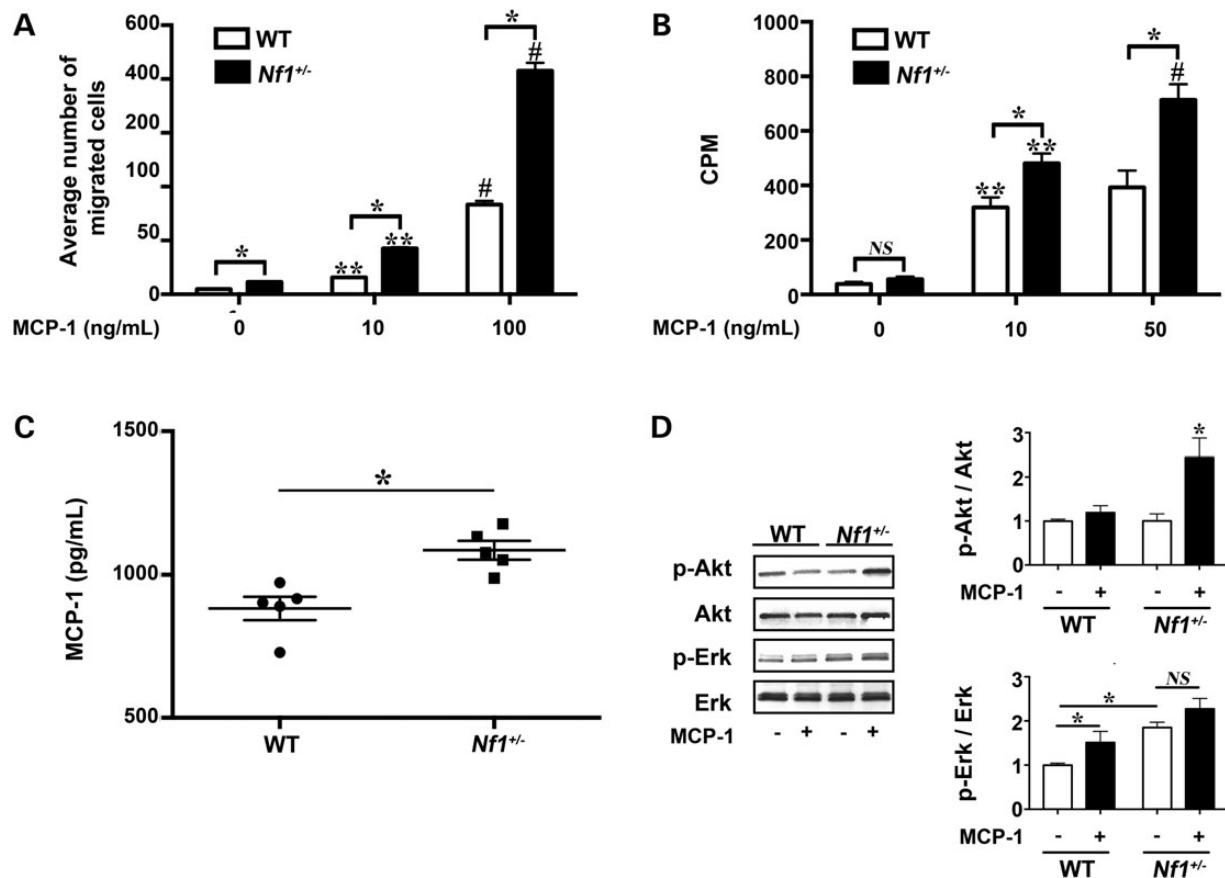 A
Average number of
migrated cells
600
400
200
100
50
0
WT
Nf1+/-
*
*
*
**
**
#
#
MCP-1 (ng/mL) 0 10 100
B
CPM
1000
800
600
400
200
0
WT
Nf1+/-
NS
*
*
**
**
#
MCP-1 (ng/mL) 0 10 50
C
MCP-1 (pg/mL)
1500
1000
500
*
WT Nf1+/-
D
WT Nf1+/-
p-Akt
Akt
p-Erk
Erk
MCP-1 - + - +
p-Akt / Akt
3
2
1
0
*
MCP-1 - + - +
WT Nf1+/-
p-Erk / Erk
3
2
1
0
*
*
NS
MCP-1 - + - +
WT Nf1+/-